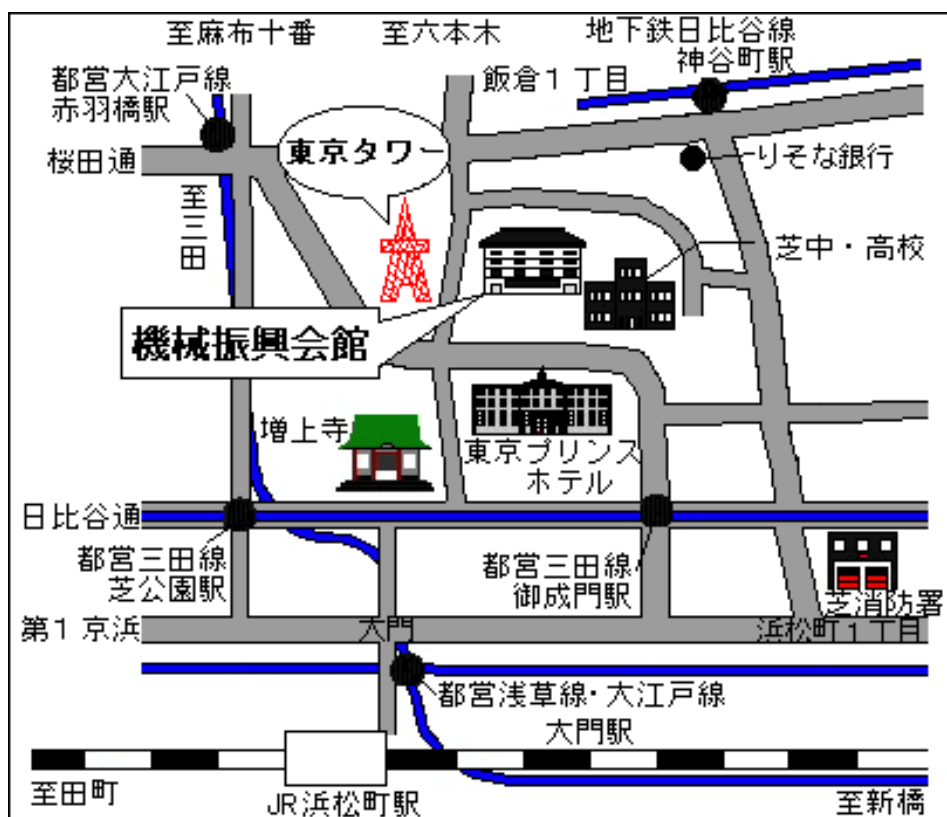 至麻布十番
至六本木
地下鉄日比谷線
神谷町駅
都営大江戸線
赤羽橋駅
飯倉1丁目
東京タワー
りそな銀行
桜田通
至三田
芝中・高校
機械振興会館
増上寺
東京プリンス
ホテル
日比谷通
都営三田線
芝公園駅
都営三田線
御成門駅
芝消防署
第1京浜
大門
浜松町1丁目
都営浅草線・大江戸線
大門駅
至田町
JR浜松町駅
至新橋